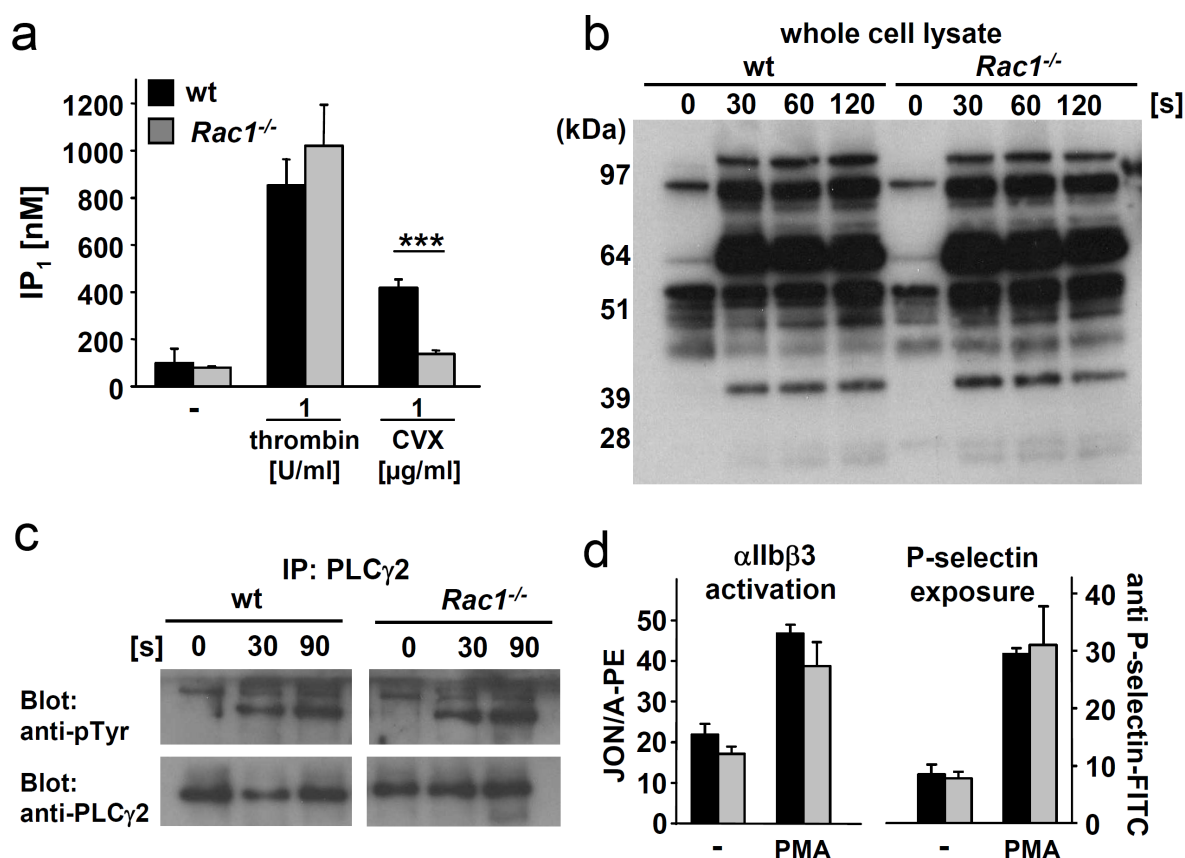 a
wt
Rac1-/-
IP1 [nM]
1200
1000
800
600
400
200
0
***
- 1 1
thrombin CVX
[U/ml] [µg/ml]
b
whole cell lysate
wt Rac1-/-
0 30 60 120 0 30 60 120 [s]
(kDa)
97
64
51
39
28
c
IP: PLCγ2
wt Rac1-/-
[s] 0 30 90 0 30 90
Blot:
anti-pTyr
Blot:
anti-PLCγ2
d
αIIbβ3
activation
JON/A-PE
50
40
30
20
10
0
- PMA
P-selectin
exposure
anti P-selectin-FITC
40
30
20
10
0
- PMA